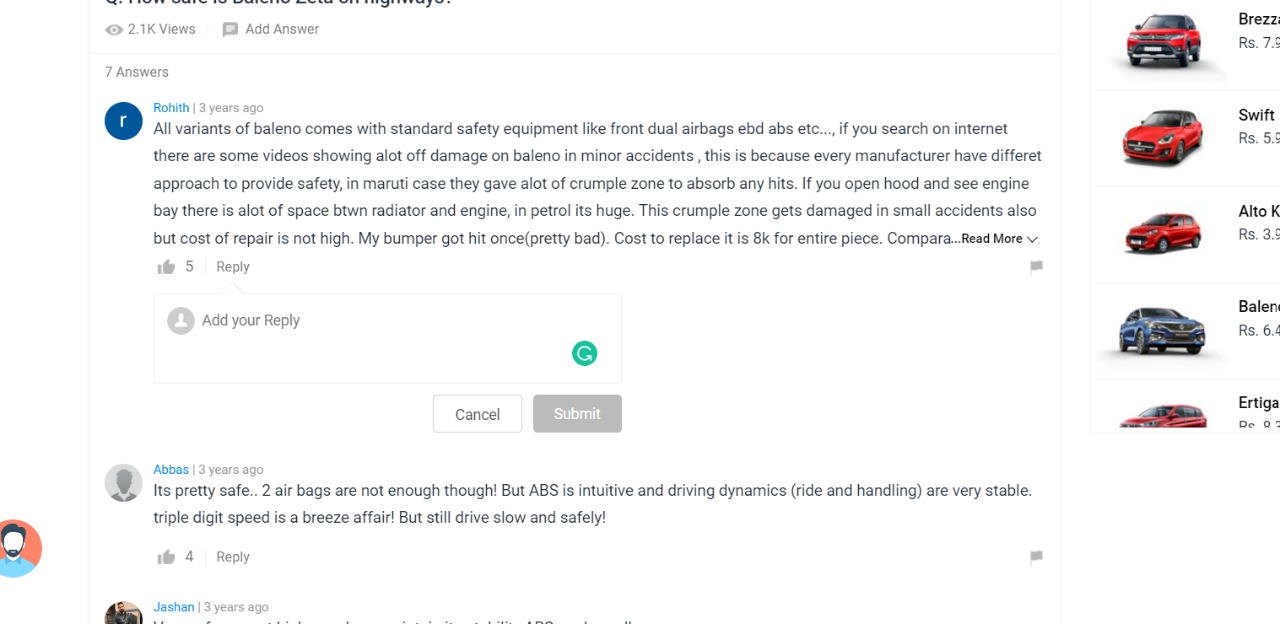 Q. How safe is Baleno Zeta on highways?
2.1K Views
Add Answer
7 Answers
Rohith | 3 years ago
All variants of baleno comes with standard safety equipment like front dual airbags ebd abs etc..., if you search on internet
there are some videos showing alot off damage on baleno in minor accidents , this is because every manufacturer have differet
approach to provide safety, in maruti case they gave alot of crumple zone to absorb any hits. If you open hood and see engine
bay there is alot of space btwn radiator and engine, in petrol its huge. This crumple zone gets damaged in small accidents also
but cost of repair is not high. My bumper got hit once(pretty bad). Cost to replace it is 8k for entire piece. Compara...Read More
5
Reply
Add your Reply
Cancel
Submit
Abbas | 3 years ago
Its pretty safe.. 2 air bags are not enough though! But ABS is intuitive and driving dynamics (ride and handling) are very stable.
triple digit speed is a breeze affair! But still drive slow and safely!
4
Reply
Jashan | 3 years ago
Brezza
Rs. 7.9
Swift
Rs. 5.9
Alto K
Rs. 3.9
Balen
Rs. 6.4
Ertiga
Rs. 8.3